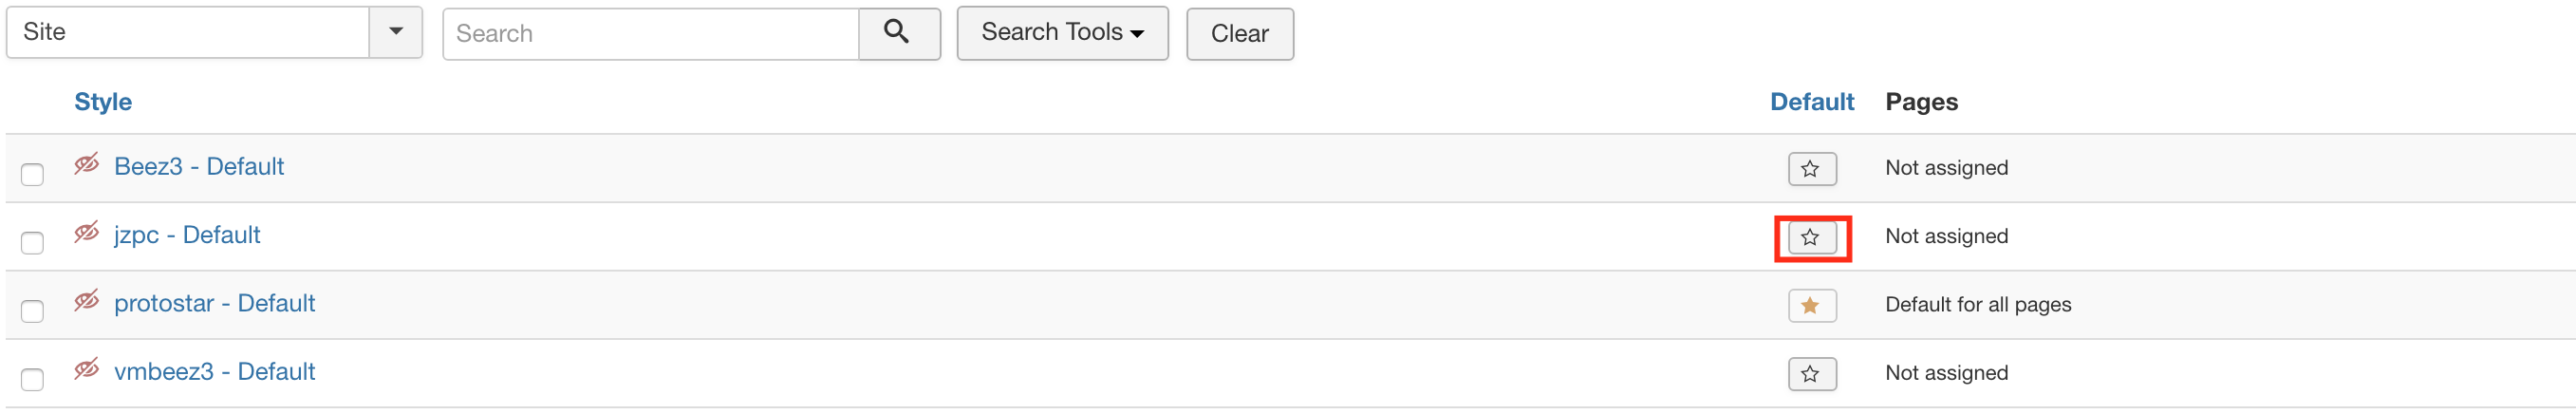 Site Search Search Tools Clear
Style Default Pages
Beez3 - Default Not assigned
jzpc - Default Not assigned
protostar - Default Default for all pages
vmbeez3 - Default Not assigned